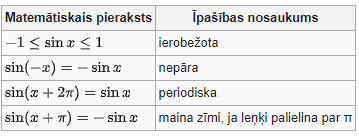 Matemātiskais pieraksts Īpašības nosaukums
−1 ≤ sin x ≤ 1 ierobežota
sin(−x) = − sin x nepāra
sin(x + 2π) = sin x periodiska
sin(x + π) = − sin x maina zīmi, ja leņķi palielina par π